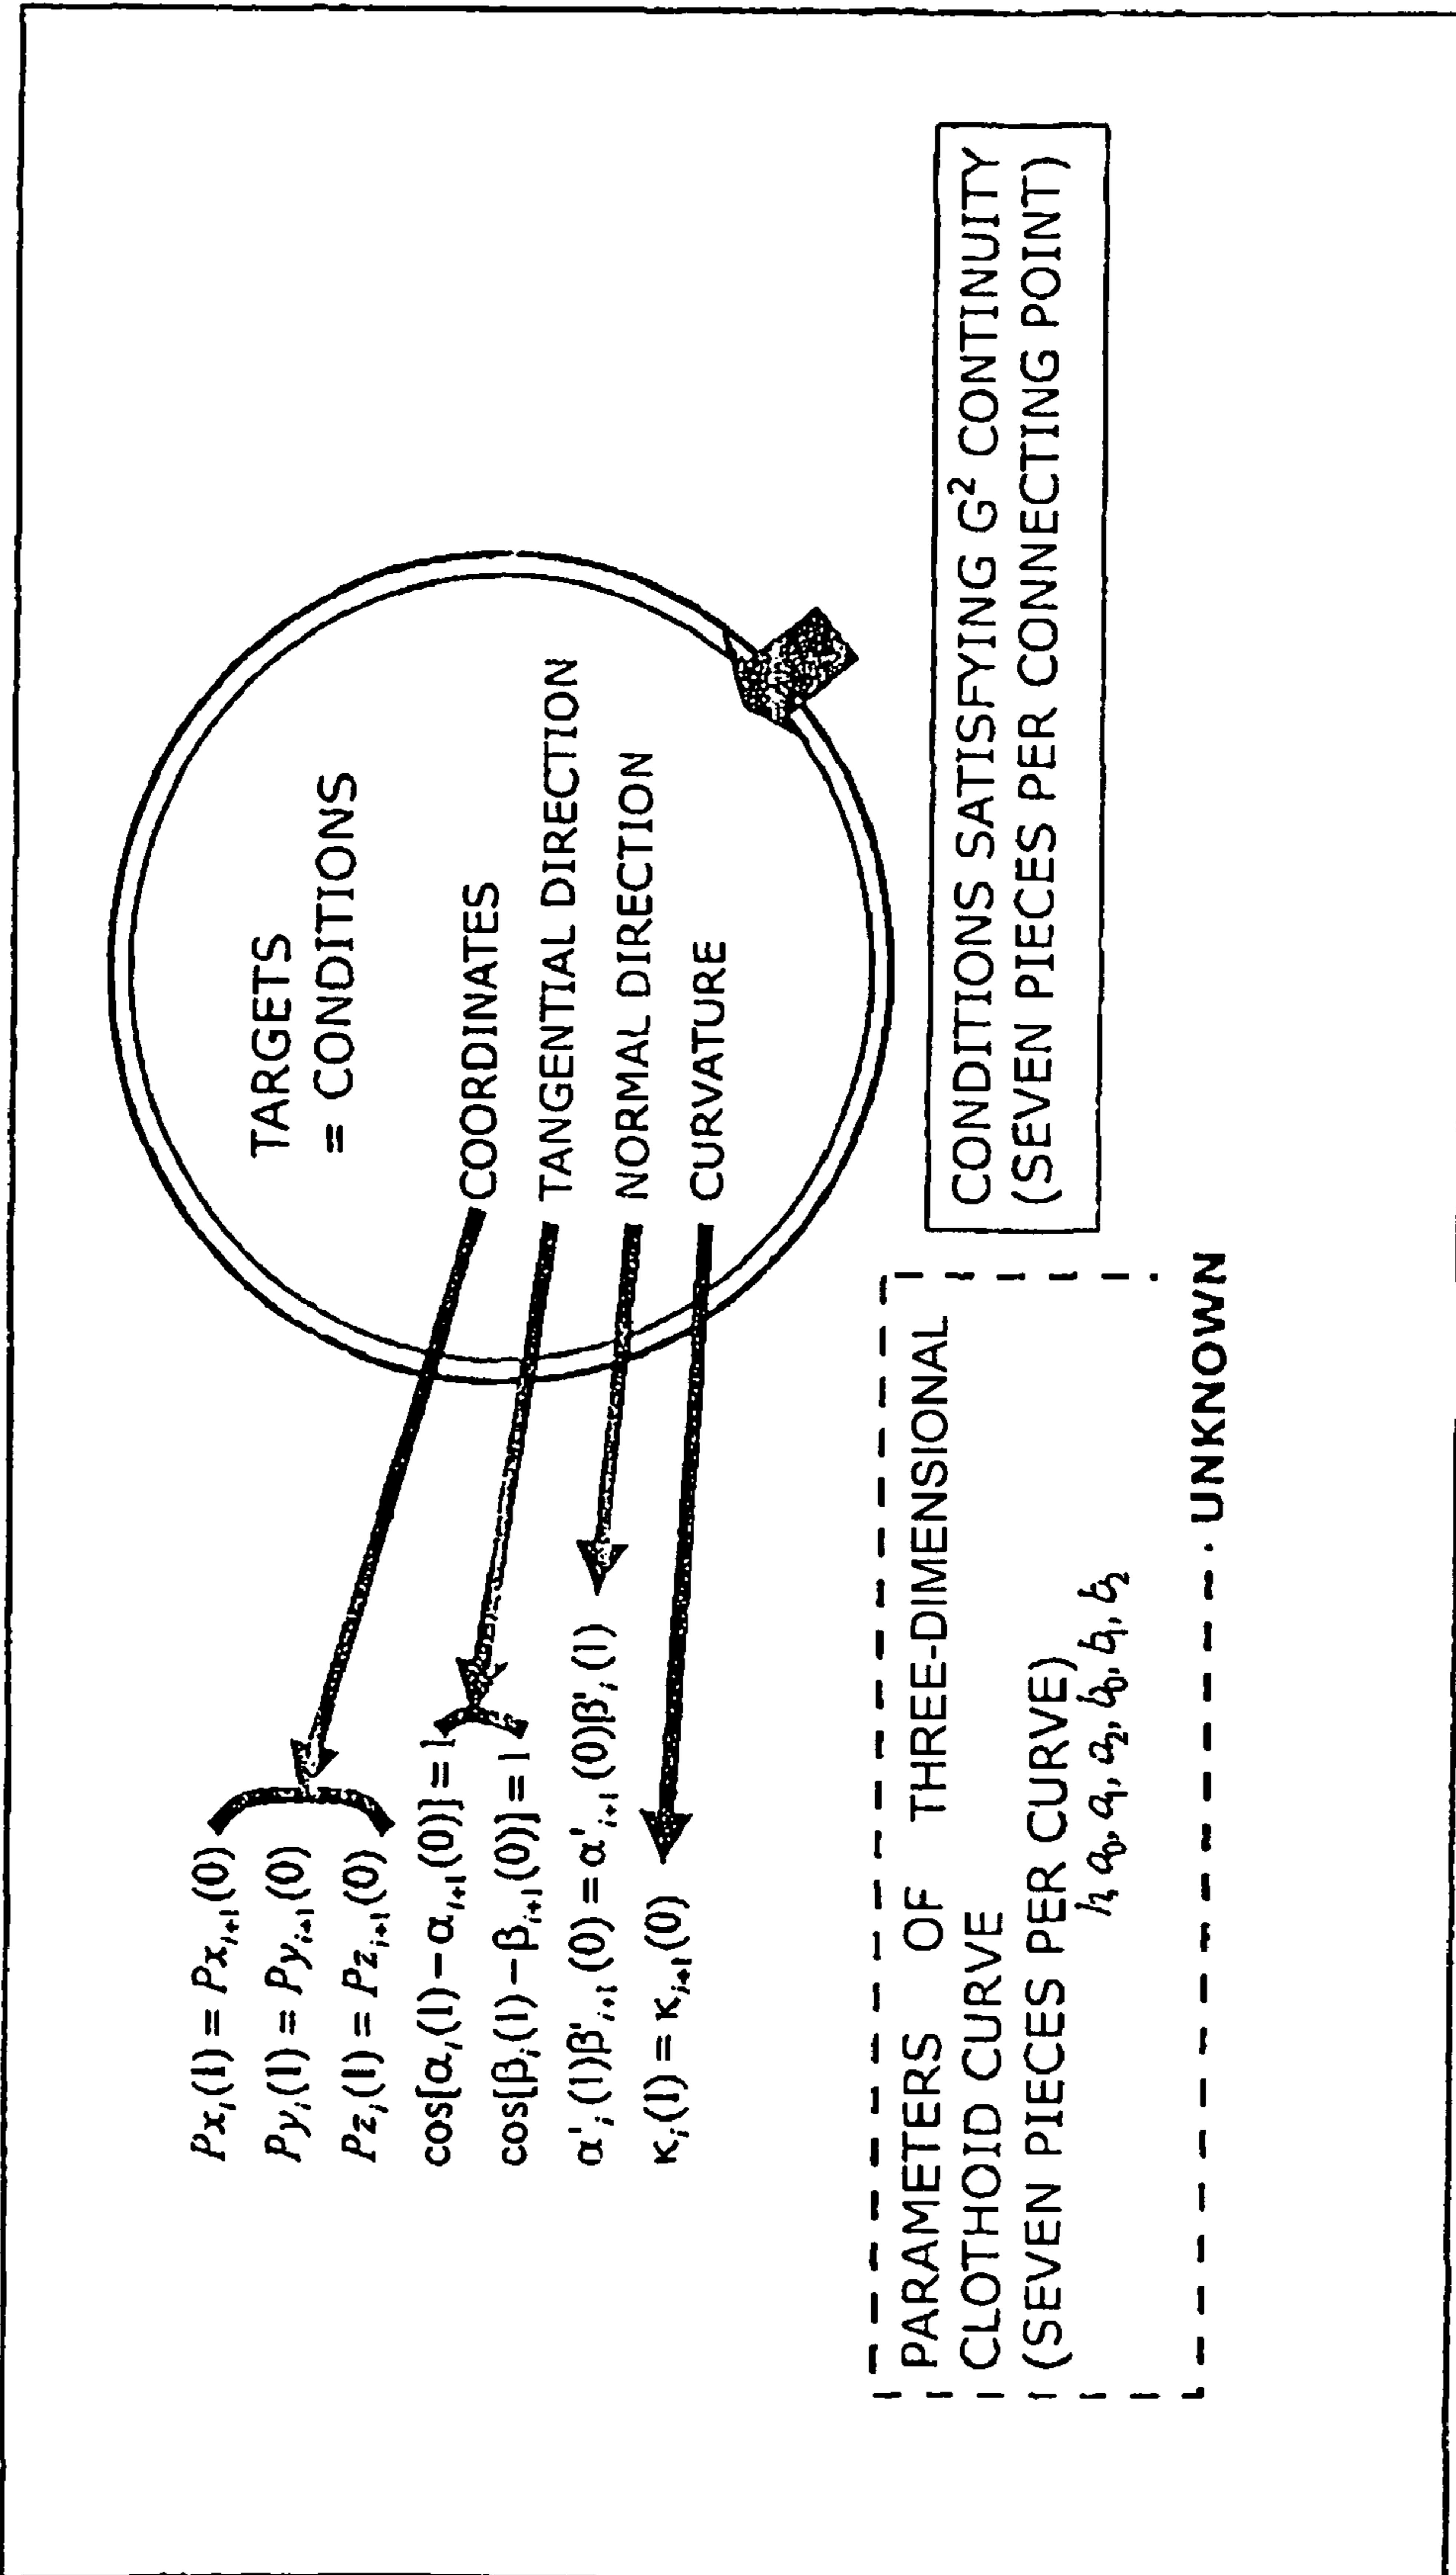 TARGETS
= CONDITIONS
COORDINATES
TANGENTIAL DIRECTION
NORMAL DIRECTION
CURVATURE
Px_i(1) = Px_{i+1}(0)
Py_i(1) = Py_{i+1}(0)
Pz_i(1) = Pz_{i+1}(0)
cos[α_i(1) − α_{i+1}(0)] = 1
cos[β_i(1) − β_{i+1}(0)] = 1
α'_i(1)β'_{i+1}(0) = α'_{i+1}(0)β'_i(1)
κ_i(1) = κ_{i+1}(0)
PARAMETERS OF THREE-DIMENSIONAL
CLOTHOID CURVE
(SEVEN PIECES PER CURVE)
h, a₀, a₁, a₂, b₀, b₁, b₂
UNKNOWN
CONDITIONS SATISFYING G² CONTINUITY
(SEVEN PIECES PER CONNECTING POINT)